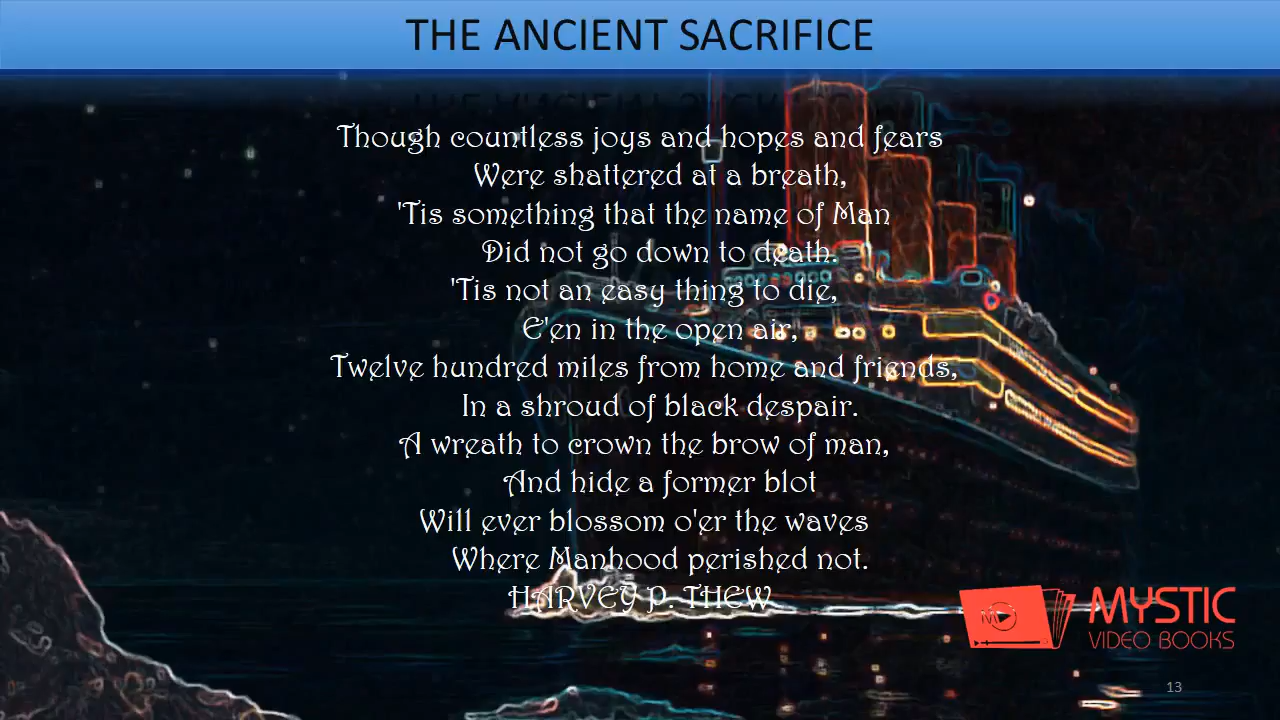 THE ANCIENT SACRIFICE
Though countless joys and hopes and fears
Were shattered at a breath,
'Tis something that the name of Man
Did not go down to death.
'Tis not an easy thing to die,
E'en in the open air,
Twelve hundred miles from home and friends,
In a shroud of black despair.
A wreath to crown the brow of man,
And hide a former blot
Will ever blossom o'er the waves
Where Manhood perished not.
HARVEY P. THEW
MYSTIC
VIDEO BOOKS
13